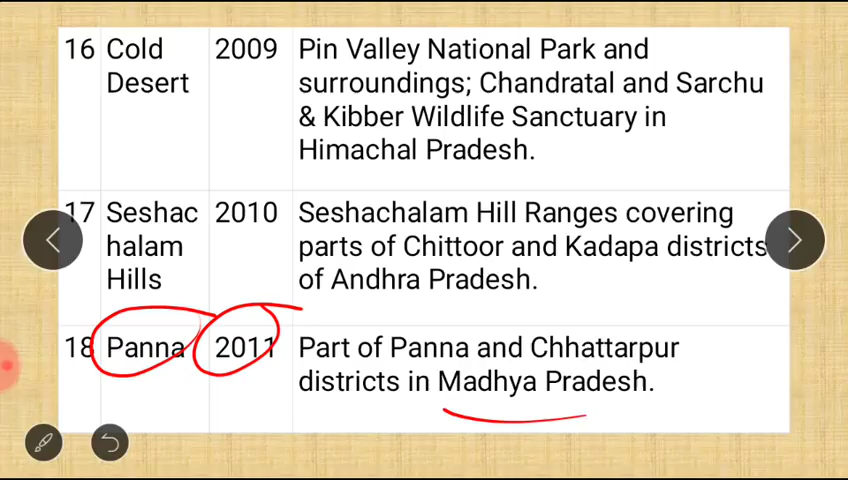 16 Cold 2009 Pin Valley National Park and
Desert surroundings; Chandratal and Sarchu
& Kibber Wildlife Sanctuary in
Himachal Pradesh.
17 Seshac 2010 Seshachalam Hill Ranges covering
halam parts of Chittoor and Kadapa districts
Hills of Andhra Pradesh.
18 Panna 2011 Part of Panna and Chhattarpur
districts in Madhya Pradesh.